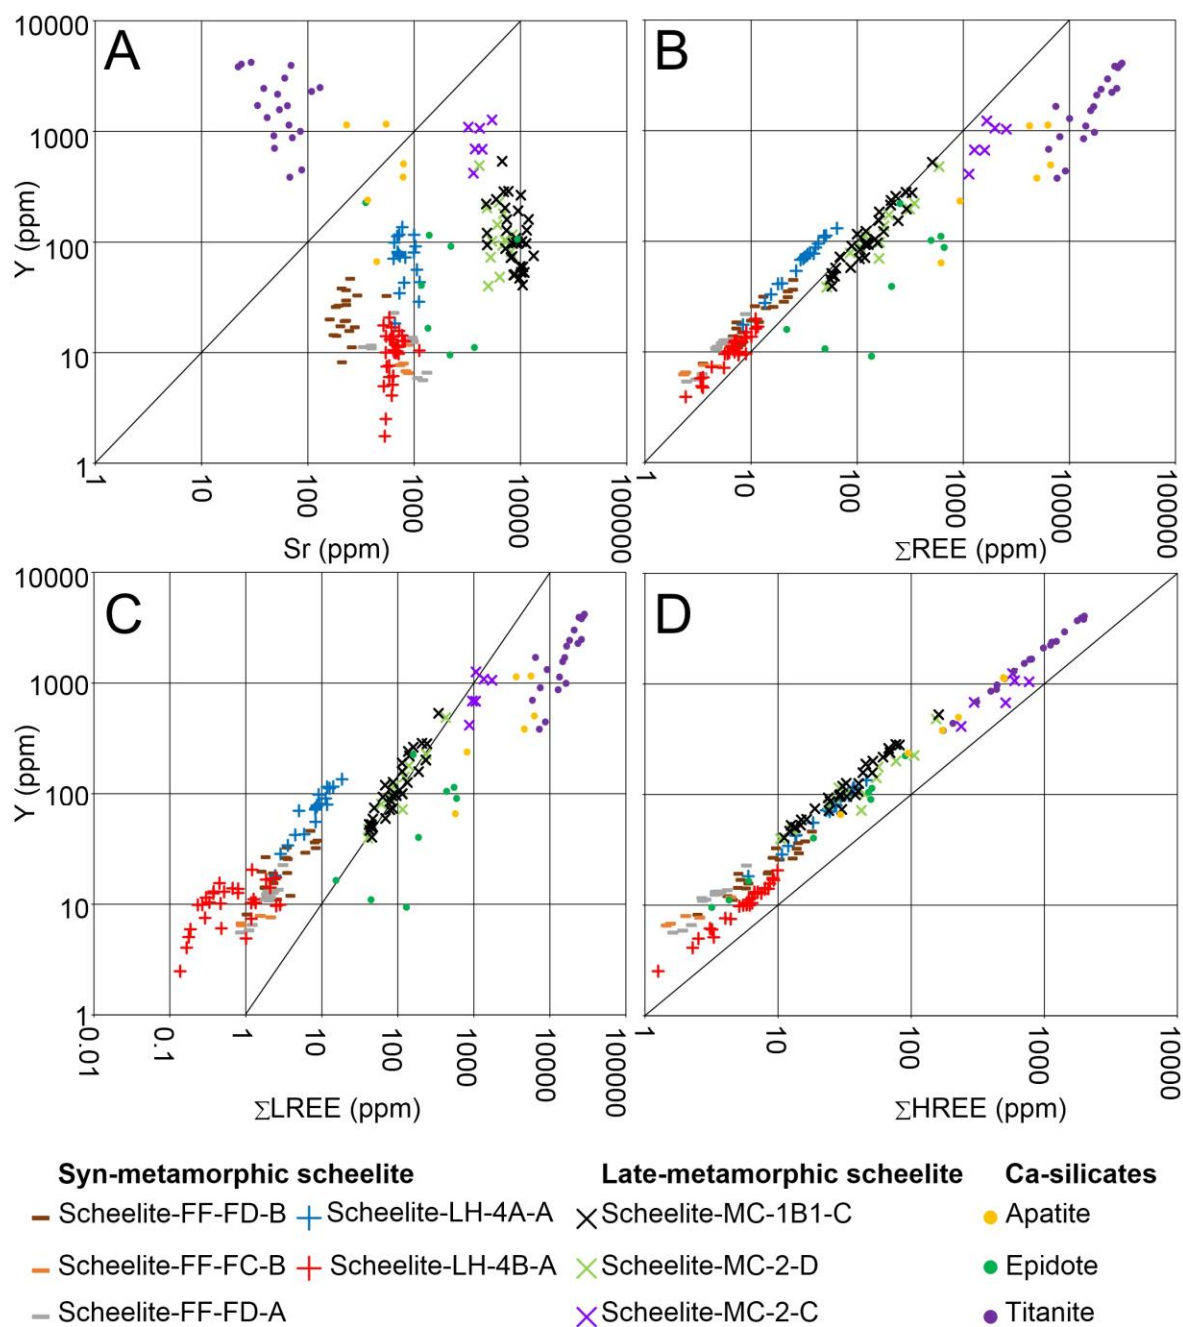 A
B
10000
1000
100
10
1
Y (ppm)
1
10
100
1000
10000
100000
1
10
100
1000
10000
100000
Sr (ppm)
ΣREE (ppm)
C
D
10000
1000
100
10
1
Y (ppm)
0.01
0.1
1
10
100
1000
10000
100000
1
10
100
1000
10000
ΣLREE (ppm)
ΣHREE (ppm)
Syn-metamorphic scheelite
Late-metamorphic scheelite
Ca-silicates
Scheelite-FF-FD-B
Scheelite-LH-4A-A
Scheelite-MC-1B1-C
Apatite
Scheelite-FF-FC-B
Scheelite-LH-4B-A
Scheelite-MC-2-D
Epidote
Scheelite-FF-FD-A
Scheelite-MC-2-C
Titanite